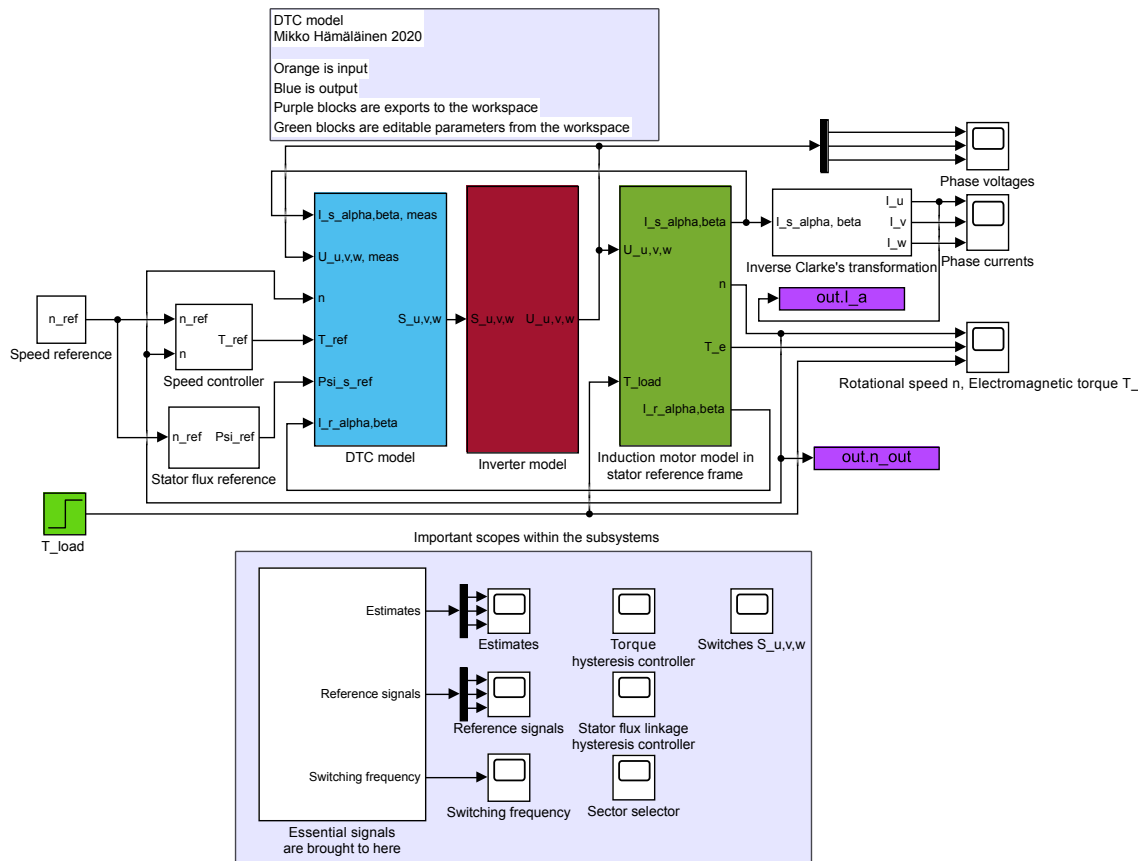 DTC model
Mikko Hämäläinen 2020
Orange is input
Blue is output
Purple blocks are exports to the workspace
Green blocks are editable parameters from the workspace
Phase voltages
I_s_alpha,beta, meas
U_u,v,w, meas
n
T_ref
Psi_s_ref
I_r_alpha,beta
S_u,v,w
DTC model
S_u,v,w
U_u,v,w
Inverter model
I_s_alpha,beta
U_u,v,w
n
T_e
T_load
I_r_alpha,beta
Induction motor model in
stator reference frame
I_s_alpha, beta
I_u
I_v
I_w
Inverse Clarke's transformation
Phase currents
out.I_a
n_ref
Speed reference
n_ref
n
T_ref
Speed controller
n_ref
Psi_ref
Stator flux reference
Rotational speed n, Electromagnetic torque T_
out.n_out
T_load
Important scopes within the subsystems
Estimates
Reference signals
Switching frequency
Essential signals
are brought to here
Estimates
Torque
hysteresis controller
Switches S_u,v,w
Reference signals
Stator flux linkage
hysteresis controller
Switching frequency
Sector selector